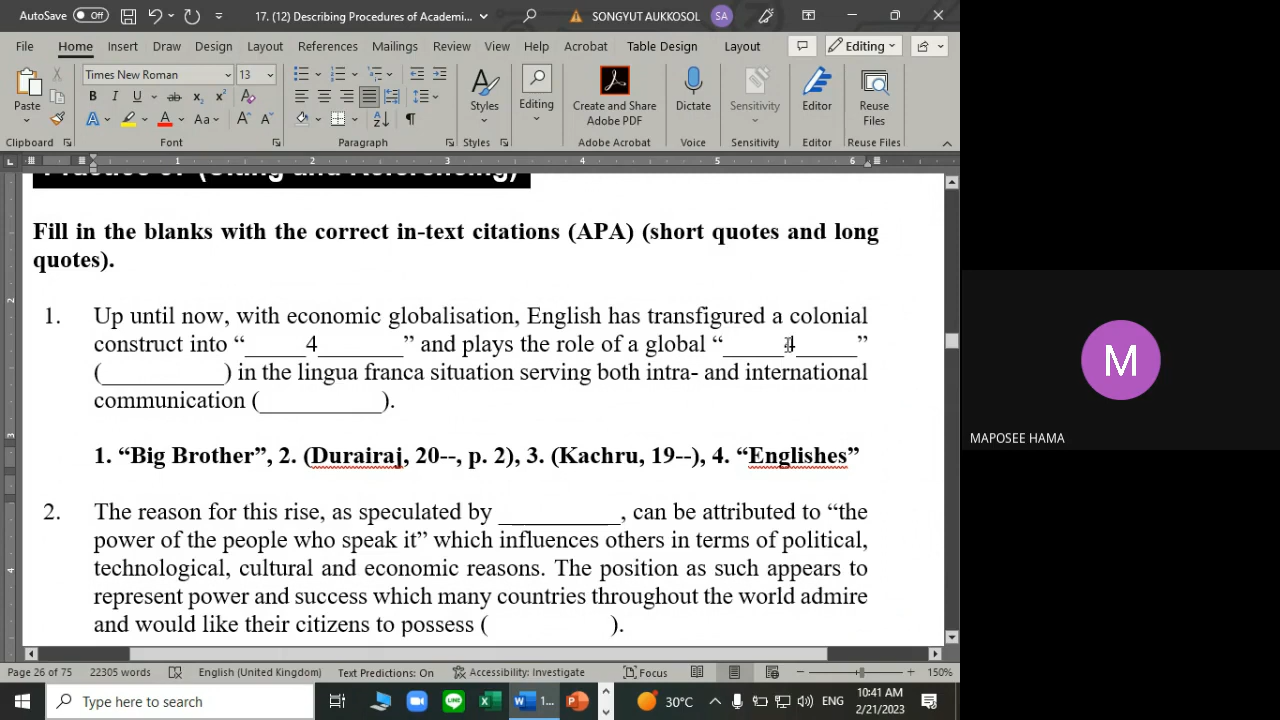 AutoSave Off 17. (12) Describing Procedures of Academi... SONGYUT AUKKOSOL SA
File Home Insert Draw Design Layout References Mailings Review View Help Acrobat Table Design Layout Editing
Times New Roman 13
Paste Styles Editing Create and Share Adobe PDF Dictate Sensitivity Editor Reuse Files
Clipboard Font Paragraph Styles Adobe Acrobat Voice Sensitivity Editor Reuse Files
1 2 3 4 5 6
Fill in the blanks with the correct in-text citations (APA) (short quotes and long
quotes).
1. Up until now, with economic globalisation, English has transfigured a colonial
construct into “_____4_______” and plays the role of a global “_____4_____”
(__________) in the lingua franca situation serving both intra- and international
communication (__________).
1. “Big Brother”, 2. (Durairaj, 20--, p. 2), 3. (Kachru, 19--), 4. “Englishes”
2. The reason for this rise, as speculated by __________, can be attributed to “the
power of the people who speak it” which influences others in terms of political,
technological, cultural and economic reasons. The position as such appears to
represent power and success which many countries throughout the world admire
and would like their citizens to possess ( ).
Page 26 of 75 22305 words English (United Kingdom) Text Predictions: On Accessibility: Investigate Focus 150%
Type here to search 1... 30°C ENG 10:41 AM
2/21/2023
M
MAPOSEE HAMA